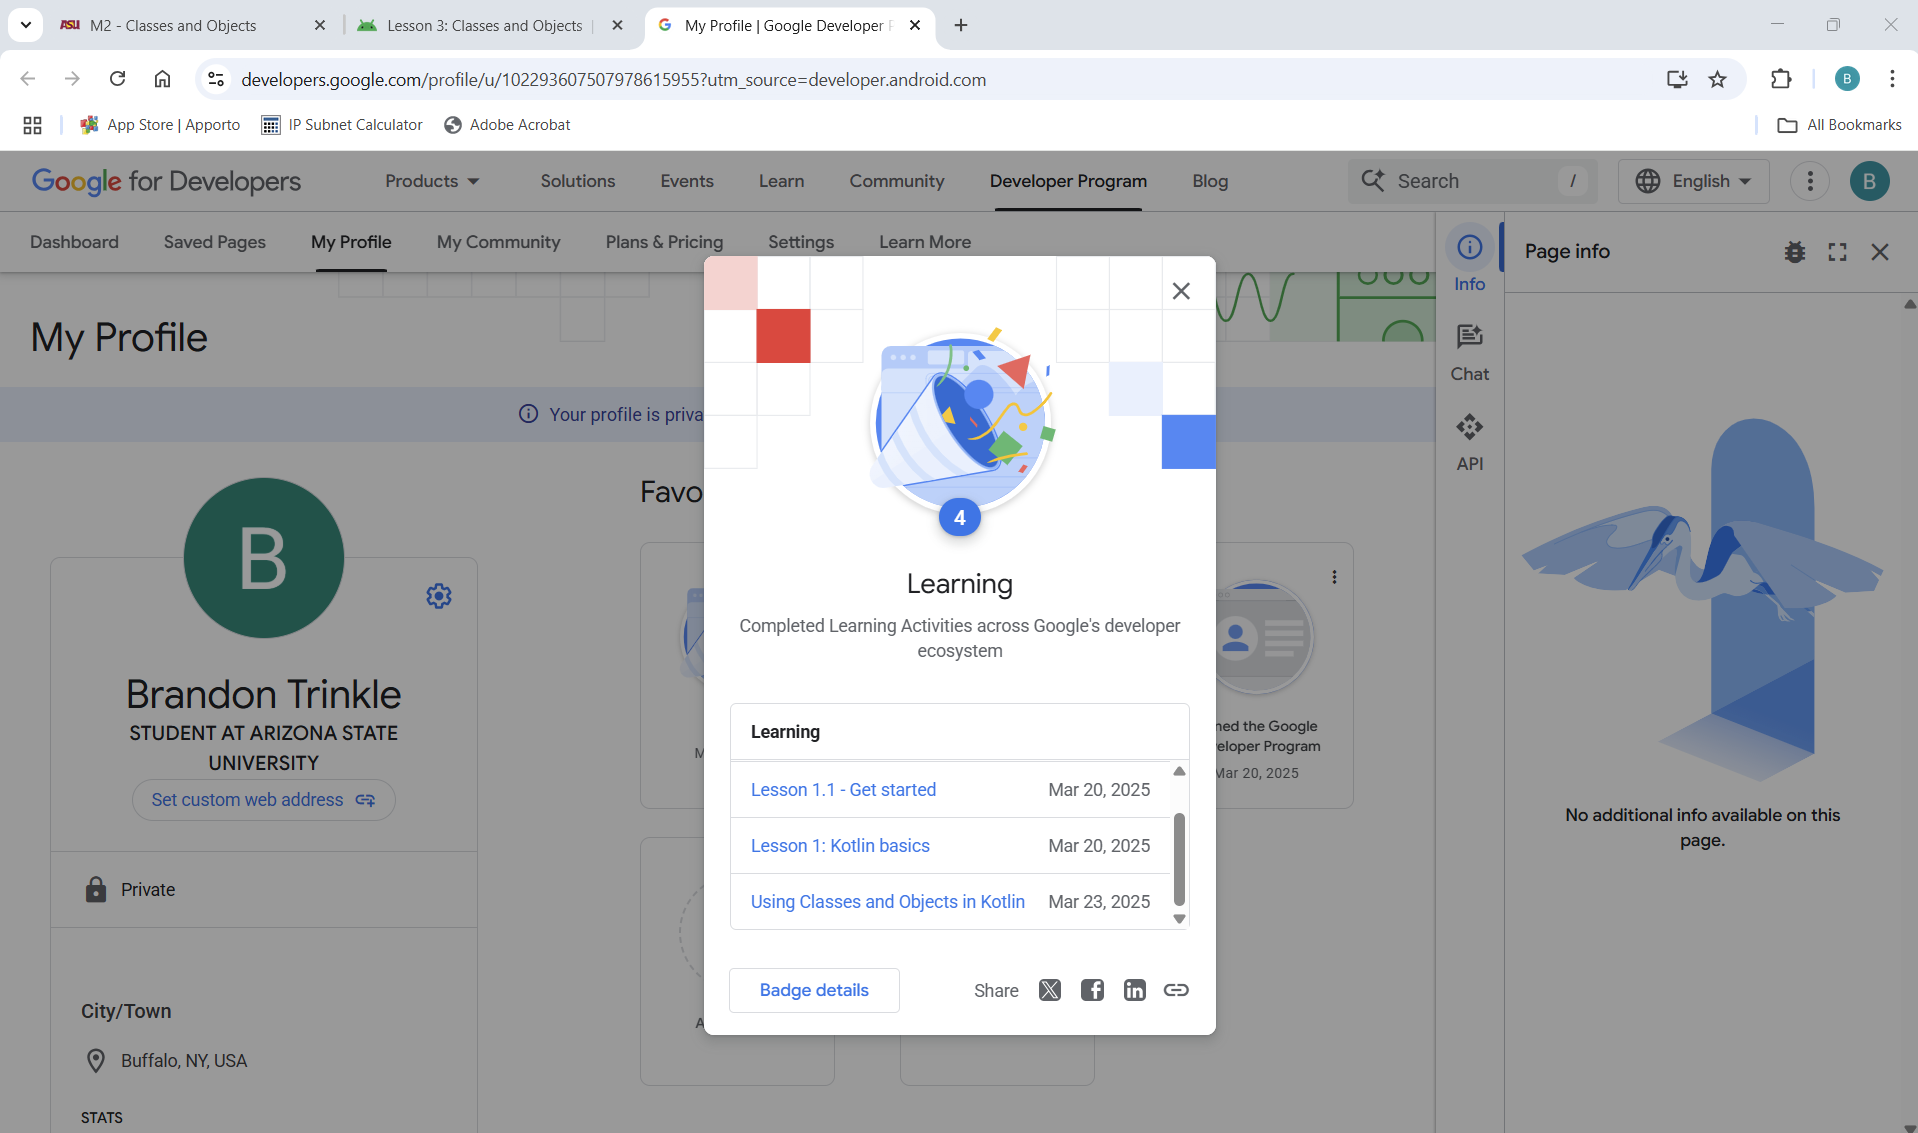 M2 - Classes and Objects
Lesson 3: Classes and Objects
My Profile | Google Developer P
developers.google.com/profile/u/102293607507978615955?utm_source=developer.android.com
B
App Store | Apporto
IP Subnet Calculator
Adobe Acrobat
All Bookmarks
Google for Developers
Products
Solutions
Events
Learn
Community
Developer Program
Blog
Search
/
English
B
Dashboard
Saved Pages
My Profile
My Community
Plans & Pricing
Settings
Learn More
Info
Chat
API
Page info
No additional info available on this
page.
My Profile
Your profile is priva
B
Brandon Trinkle
STUDENT AT ARIZONA STATE
UNIVERSITY
Set custom web address
Private
City/Town
Buffalo, NY, USA
STATS
Favo
M
A
ned the Google
eloper Program
Mar 20, 2025
4
Learning
Completed Learning Activities across Google's developer
ecosystem
Learning
Lesson 1.1 - Get started Mar 20, 2025
Lesson 1: Kotlin basics Mar 20, 2025
Using Classes and Objects in Kotlin Mar 23, 2025
Badge details
Share